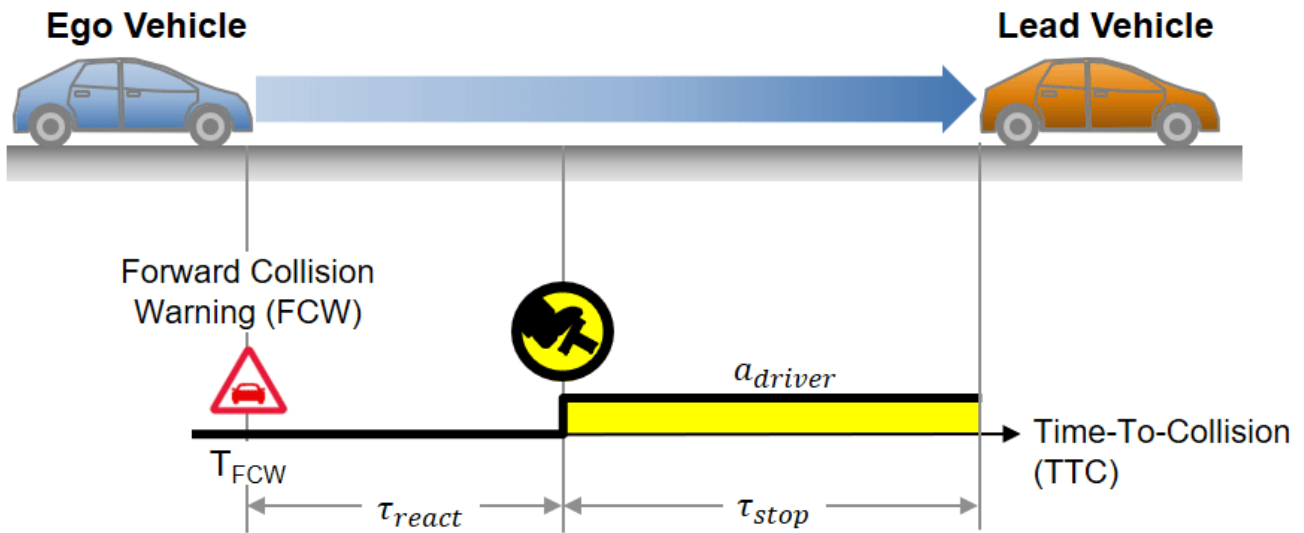 Ego Vehicle
Lead Vehicle
Forward Collision
Warning (FCW)
a_driver
T_FCW
Time-To-Collision
(TTC)
τ_react
τ_stop